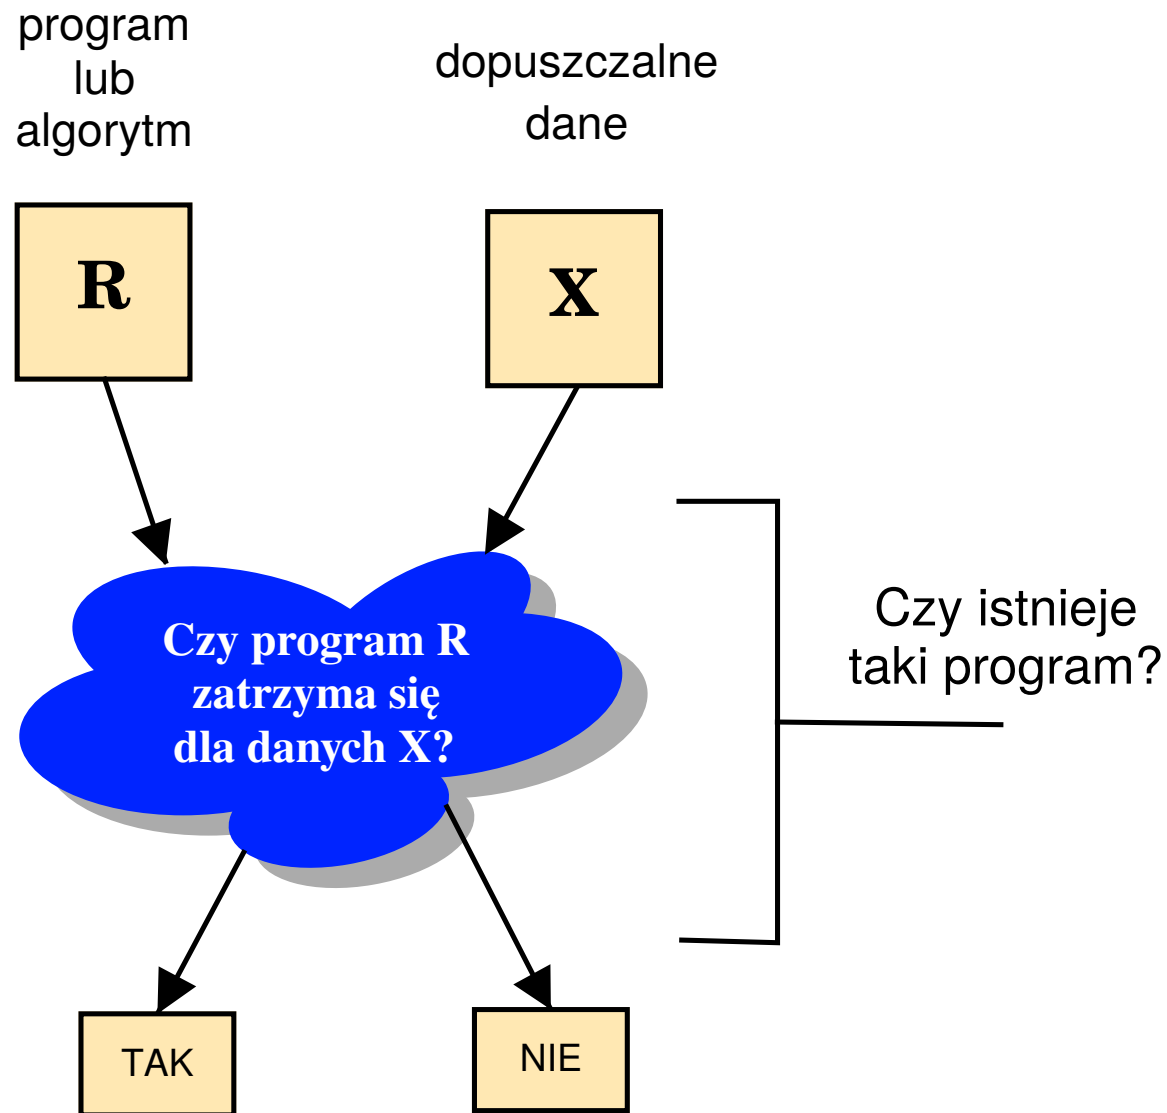 program
lub
algorytm
dopuszczalne
dane
R
X
Czy program R
zatrzyma się
dla danych X?
Czy istnieje
taki program?
TAK
NIE